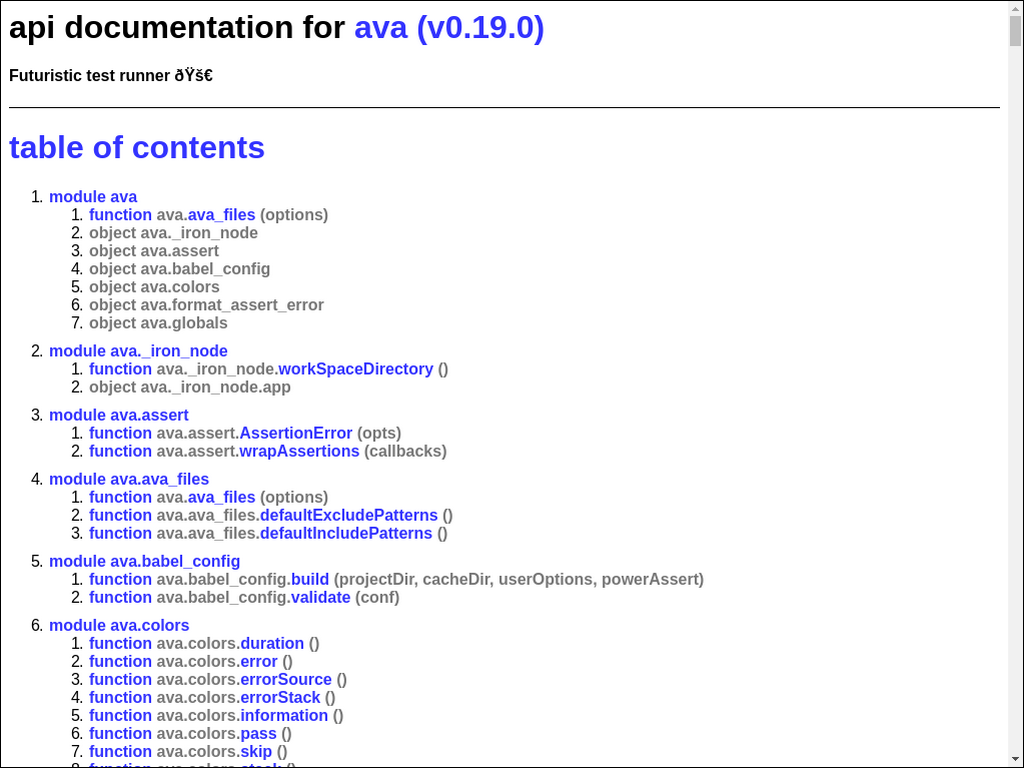 api documentation for ava (v0.19.0)
Futuristic test runner ðŸš€
table of contents
1. module ava
1. function ava.ava_files (options)
2. object ava._iron_node
3. object ava.assert
4. object ava.babel_config
5. object ava.colors
6. object ava.format_assert_error
7. object ava.globals
2. module ava._iron_node
1. function ava._iron_node.workSpaceDirectory ()
2. object ava._iron_node.app
3. module ava.assert
1. function ava.assert.AssertionError (opts)
2. function ava.assert.wrapAssertions (callbacks)
4. module ava.ava_files
1. function ava.ava_files (options)
2. function ava.ava_files.defaultExcludePatterns ()
3. function ava.ava_files.defaultIncludePatterns ()
5. module ava.babel_config
1. function ava.babel_config.build (projectDir, cacheDir, userOptions, powerAssert)
2. function ava.babel_config.validate (conf)
6. module ava.colors
1. function ava.colors.duration ()
2. function ava.colors.error ()
3. function ava.colors.errorSource ()
4. function ava.colors.errorStack ()
5. function ava.colors.information ()
6. function ava.colors.pass ()
7. function ava.colors.skip ()
8. function ava.colors.stack ()